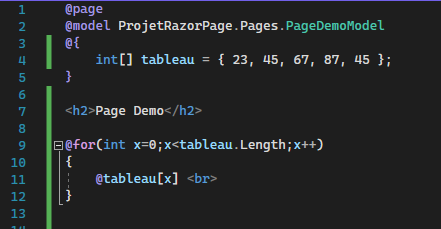 1 @page
2 @model ProjetRazorPage.Pages.PageDemoModel
3 @{
4     int[] tableau = { 23, 45, 67, 87, 45 };
5 }
6
7 <h2>Page Demo</h2>
8
9 @for(int x=0;x<tableau.Length;x++)
10 {
11     @tableau[x] <br>
12 }
13